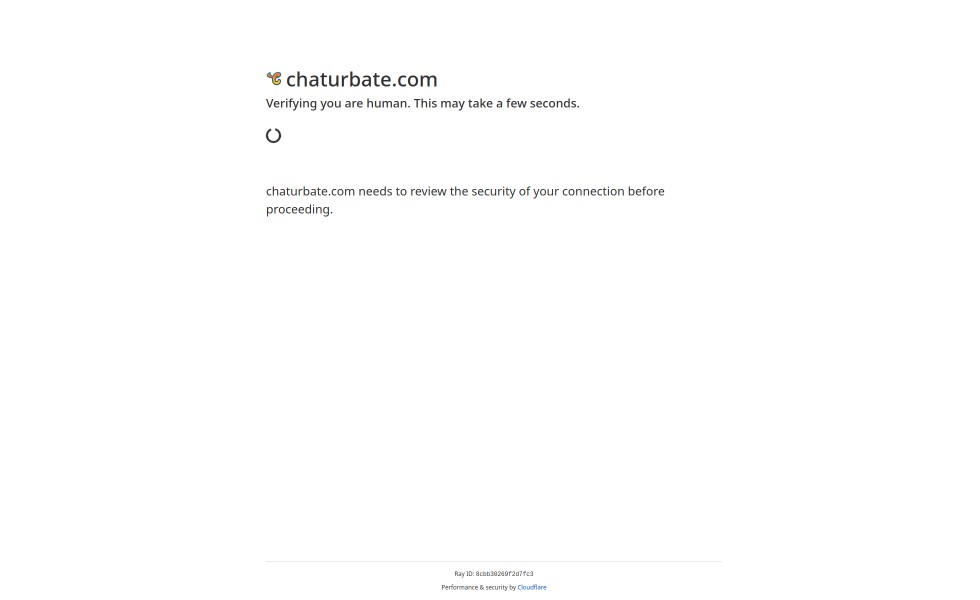 chaturbate.com
Verifying you are human. This may take a few seconds.
chaturbate.com needs to review the security of your connection before
proceeding.
Ray ID: 8cbb30269f2d7fc3
Performance & security by Cloudflare